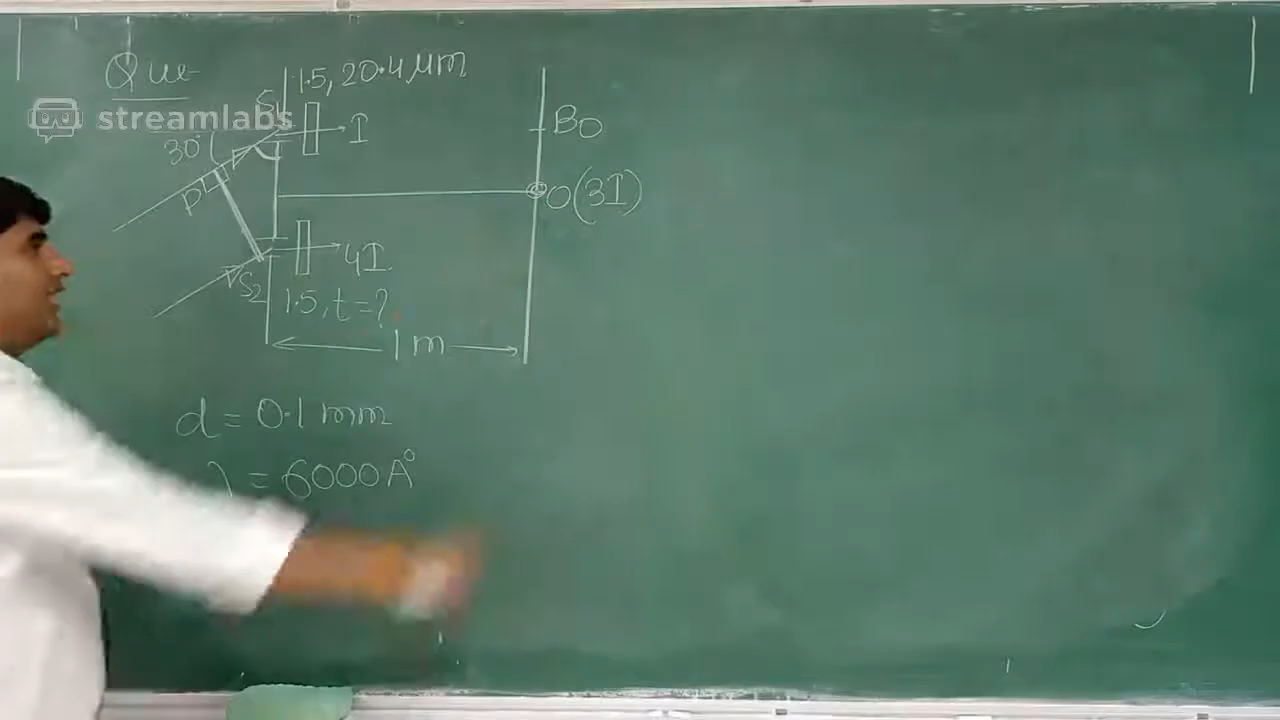 Que
1.5, 20.4 μm
streamlabs
S1
I
B0
30°
P
O(3I)
4I
S2
1.5, t = ?
1 m
d = 0.1 mm
λ = 6000 A°